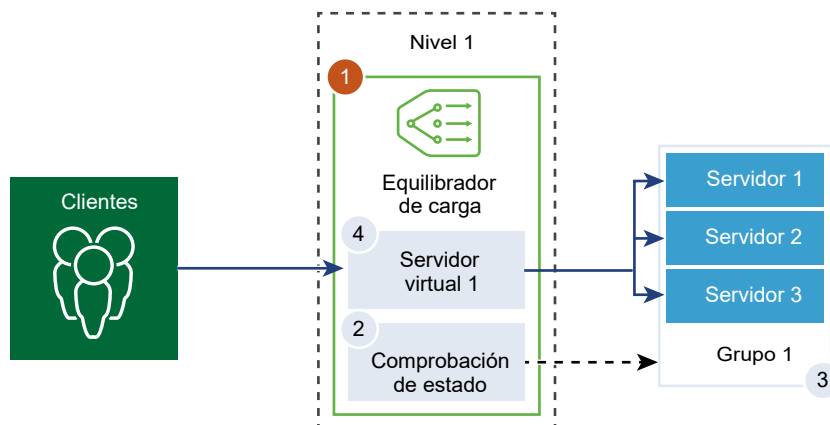 Nivel 1
1
Equilibrador
de carga
Clientes
4
Servidor
virtual 1
2
Comprobación
de estado
Servidor 1
Servidor 2
Servidor 3
Grupo 1
3